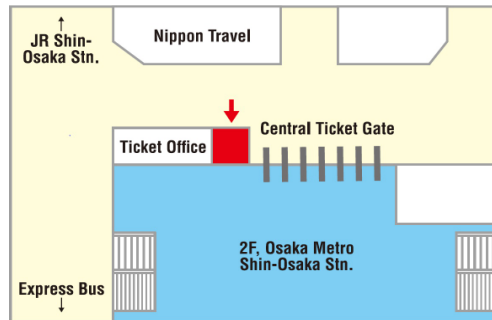 ↑
JR Shin-
Osaka Stn.
Nippon Travel
Central Ticket Gate
Ticket Office
2F, Osaka Metro
Shin-Osaka Stn.
Express Bus
↓